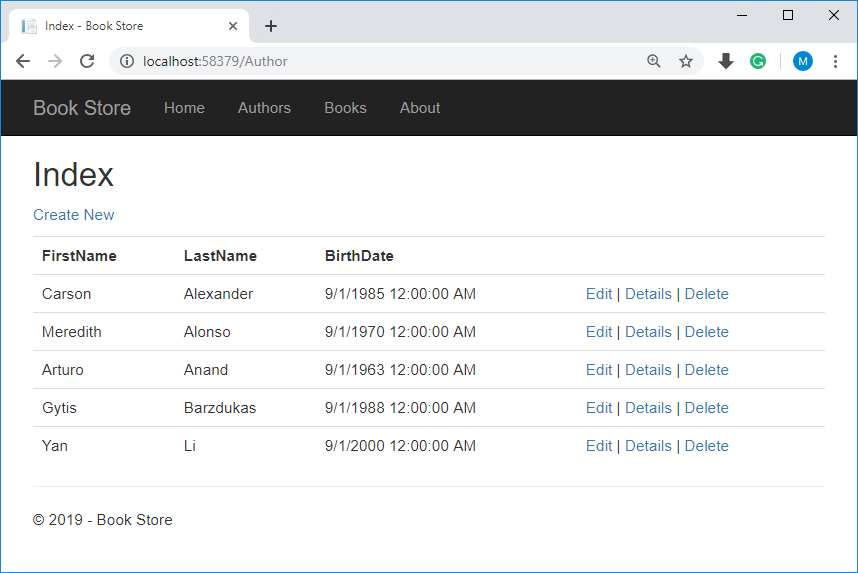 Index - Book Store
localhost:58379/Author
M
Book Store Home Authors Books About
Index
Create New
FirstName LastName BirthDate
Carson Alexander 9/1/1985 12:00:00 AM Edit | Details | Delete
Meredith Alonso 9/1/1970 12:00:00 AM Edit | Details | Delete
Arturo Anand 9/1/1963 12:00:00 AM Edit | Details | Delete
Gytis Barzdukas 9/1/1988 12:00:00 AM Edit | Details | Delete
Yan Li 9/1/2000 12:00:00 AM Edit | Details | Delete
© 2019 - Book Store